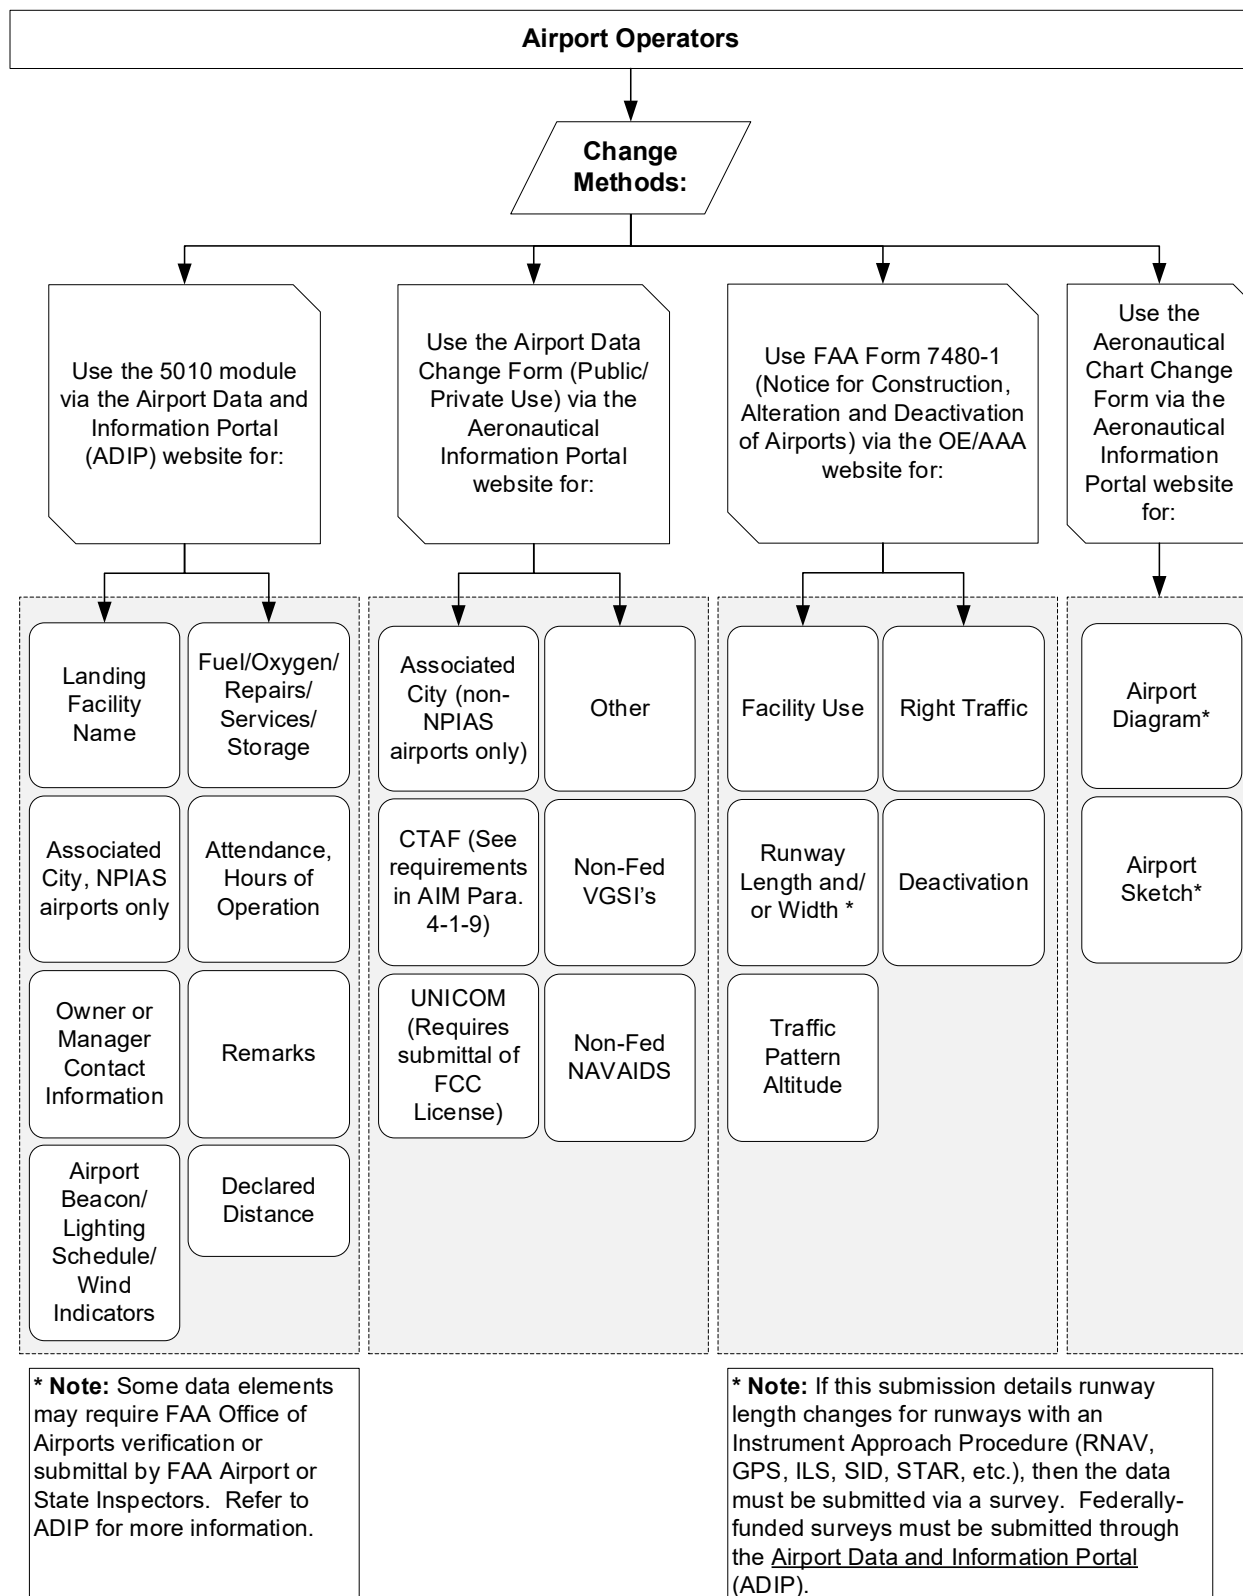 Airport Operators
Change
Methods:
Use the 5010 module
via the Airport Data and
Information Portal
(ADIP) website for:
Use the Airport Data
Change Form (Public/
Private Use) via the
Aeronautical
Information Portal
website for:
Use FAA Form 7480-1
(Notice for Construction,
Alteration and Deactivation
of Airports) via the OE/AAA
website for:
Use the
Aeronautical
Chart Change
Form via the
Aeronautical
Information
Portal website
for:
Landing
Facility
Name
Fuel/Oxygen/
Repairs/
Services/
Storage
Associated
City, NPIAS
airports only
Attendance,
Hours of
Operation
Owner or
Manager
Contact
Information
Remarks
Airport
Beacon/
Lighting
Schedule/
Wind
Indicators
Declared
Distance
Associated
City (non-
NPIAS
airports only)
Other
CTAF (See
requirements
in AIM Para.
4-1-9)
Non-Fed
VGSI’s
UNICOM
(Requires
submittal of
FCC
License)
Non-Fed
NAVAIDS
Facility Use
Right Traffic
Runway
Length and/
or Width *
Deactivation
Traffic
Pattern
Altitude
Airport
Diagram*
Airport
Sketch*
* Note: Some data elements
may require FAA Office of
Airports verification or
submittal by FAA Airport or
State Inspectors.  Refer to
ADIP for more information.
* Note: If this submission details runway
length changes for runways with an
Instrument Approach Procedure (RNAV,
GPS, ILS, SID, STAR, etc.), then the data
must be submitted via a survey.  Federally-
funded surveys must be submitted through
the Airport Data and Information Portal
(ADIP).